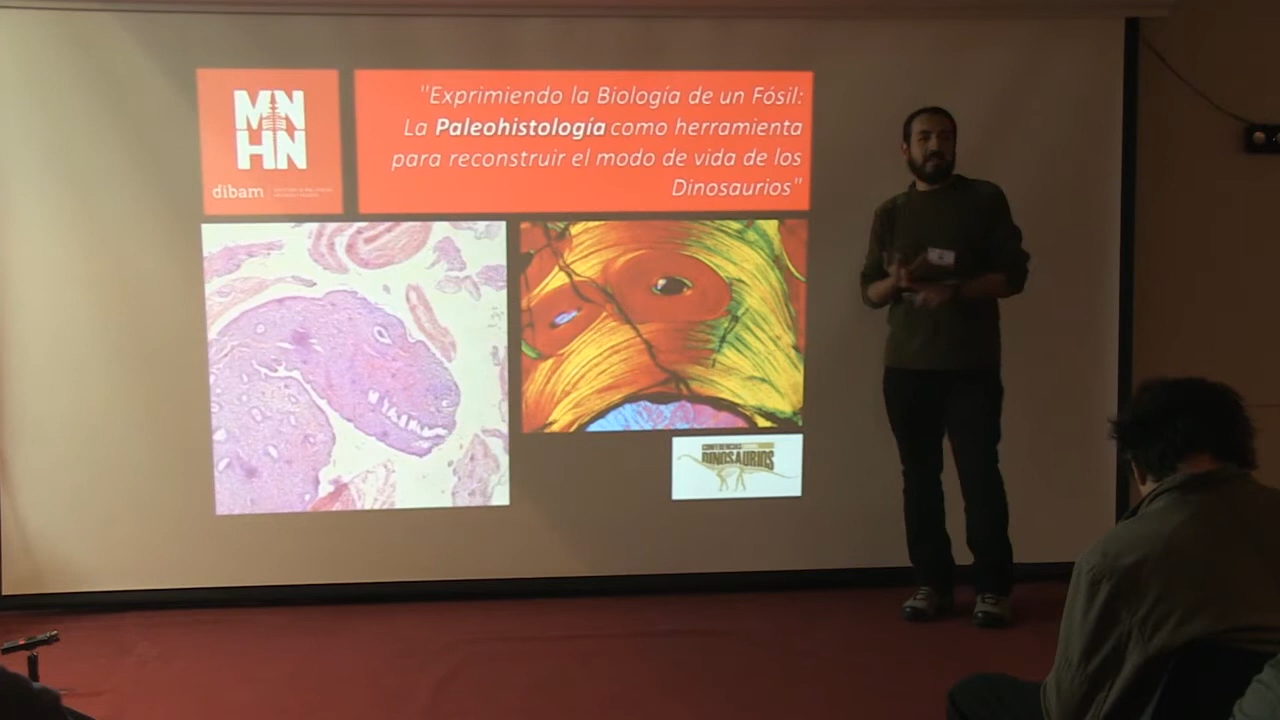 MN
HN
dibam
"Exprimiendo la Biología de un Fósil:
La Paleohistología como herramienta
para reconstruir el modo de vida de los
Dinosaurios"
CONFERENCIAS
DINOSAURIOS